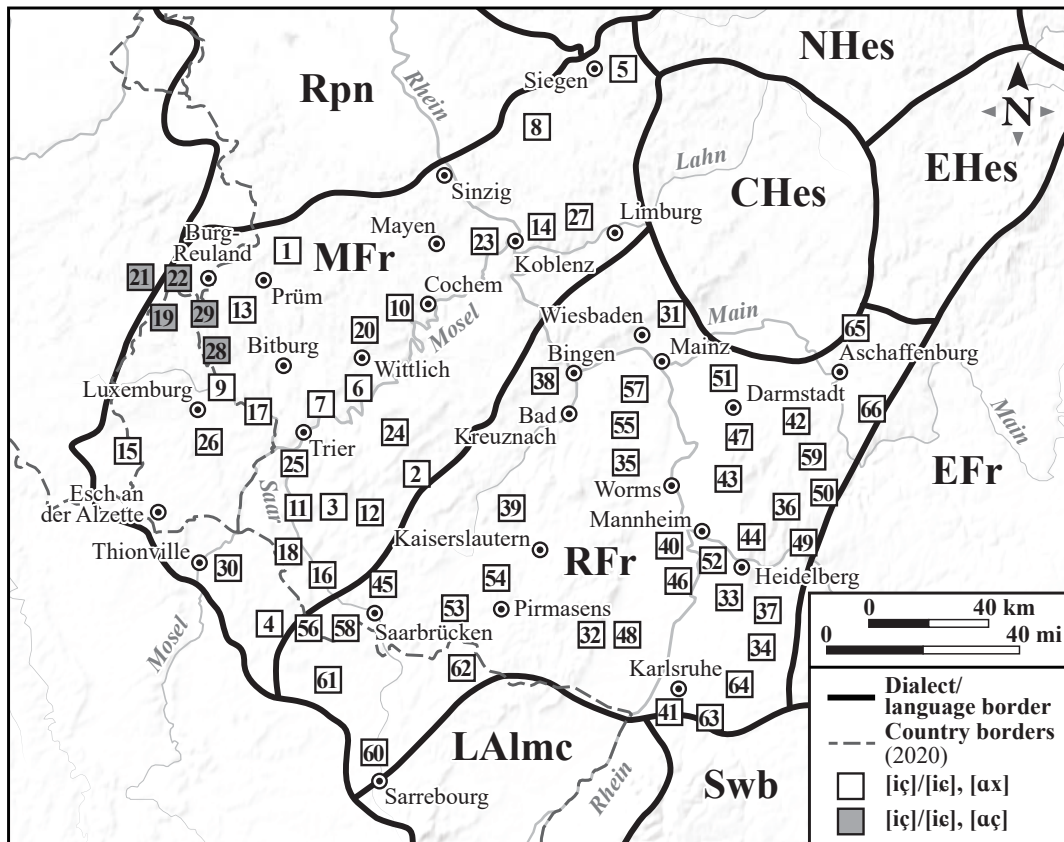 NHes
Siegen
5
Rpn
Rhein
N
8
Lahn
EHes
CHes
Sinzig
27
Limburg
14
Mayen
23
Burg-
Reuland
1
MFr
Koblenz
21
22
Prüm
Cochem
10
Mosel
Wiesbaden
31
Main
19
29
13
20
65
Mainz
Aschaffenburg
28
Bitburg
Wittlich
Bingen
38
57
51
Luxemburg
9
6
Darmstadt
66
17
7
Bad
Kreuznach
55
42
Main
26
Trier
24
47
15
25
2
35
59
EFr
Saar
43
Worms
50
Esch an
der Alzette
11
3
12
39
36
Mannheim
Kaiserslautern
44
49
Thionville
18
40
RFr
52
30
16
54
46
Heidelberg
45
33
37
53
Pirmasens
4
56
58
Saarbrücken
32
48
34
Mosel
61
62
Karlsruhe
64
41
63
60
LAlmc
Swb
Rhein
Sarrebourg
0 40 km
0 40 mi
Dialect/
language border
Country borders
(2020)
[iç]/[iɕ], [ɑx]
[iç]/[iɕ], [ɑç]